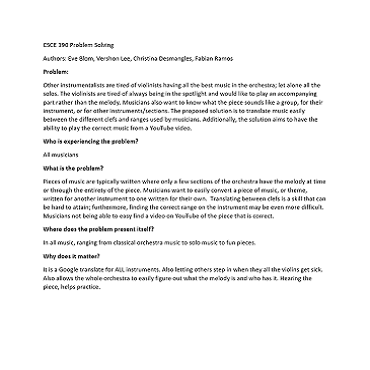 ESCE 390 Problem Solving
Authors: Eve Blom, Vershon Lee, Christina Desmangles, Fabian Ramos
Problem:
Other instrumentalists are tired of violinists having all the best music in the orchestra; let alone all the
solos. The violinists are tired of always being in the spotlight and would like to play an accompanying
part rather than the melody. Musicians also want to know what the piece sounds like a group, for their
instrument, or for other instruments/sections. The proposed solution is to translate music easily
between the different clefs and ranges used by musicians. Additionally, the solution aims to have the
ability to play the correct music from a YouTube video.
Who is experiencing the problem?
All musicians
What is the problem?
Pieces of music are typically written where only a few sections of the orchestra have the melody at time
or through the entirety of the piece. Musicians want to easily convert a piece of music, or theme,
written for another instrument to one written for their own. Translating between clefs is a skill that can
be hard to attain; furthermore, finding the correct range on the instrument may be even more difficult.
Musicians not being able to easy find a video on YouTube of the piece that is correct.
Where does the problem present itself?
In all music, ranging from classical orchestra music to solo music to fun pieces.
Why does it matter?
It is a Google translate for ALL instruments. Also letting others step in when they all the violins get sick.
Also allows the whole orchestra to easily figure out what the melody is and who has it. Hearing the
piece, helps practice.